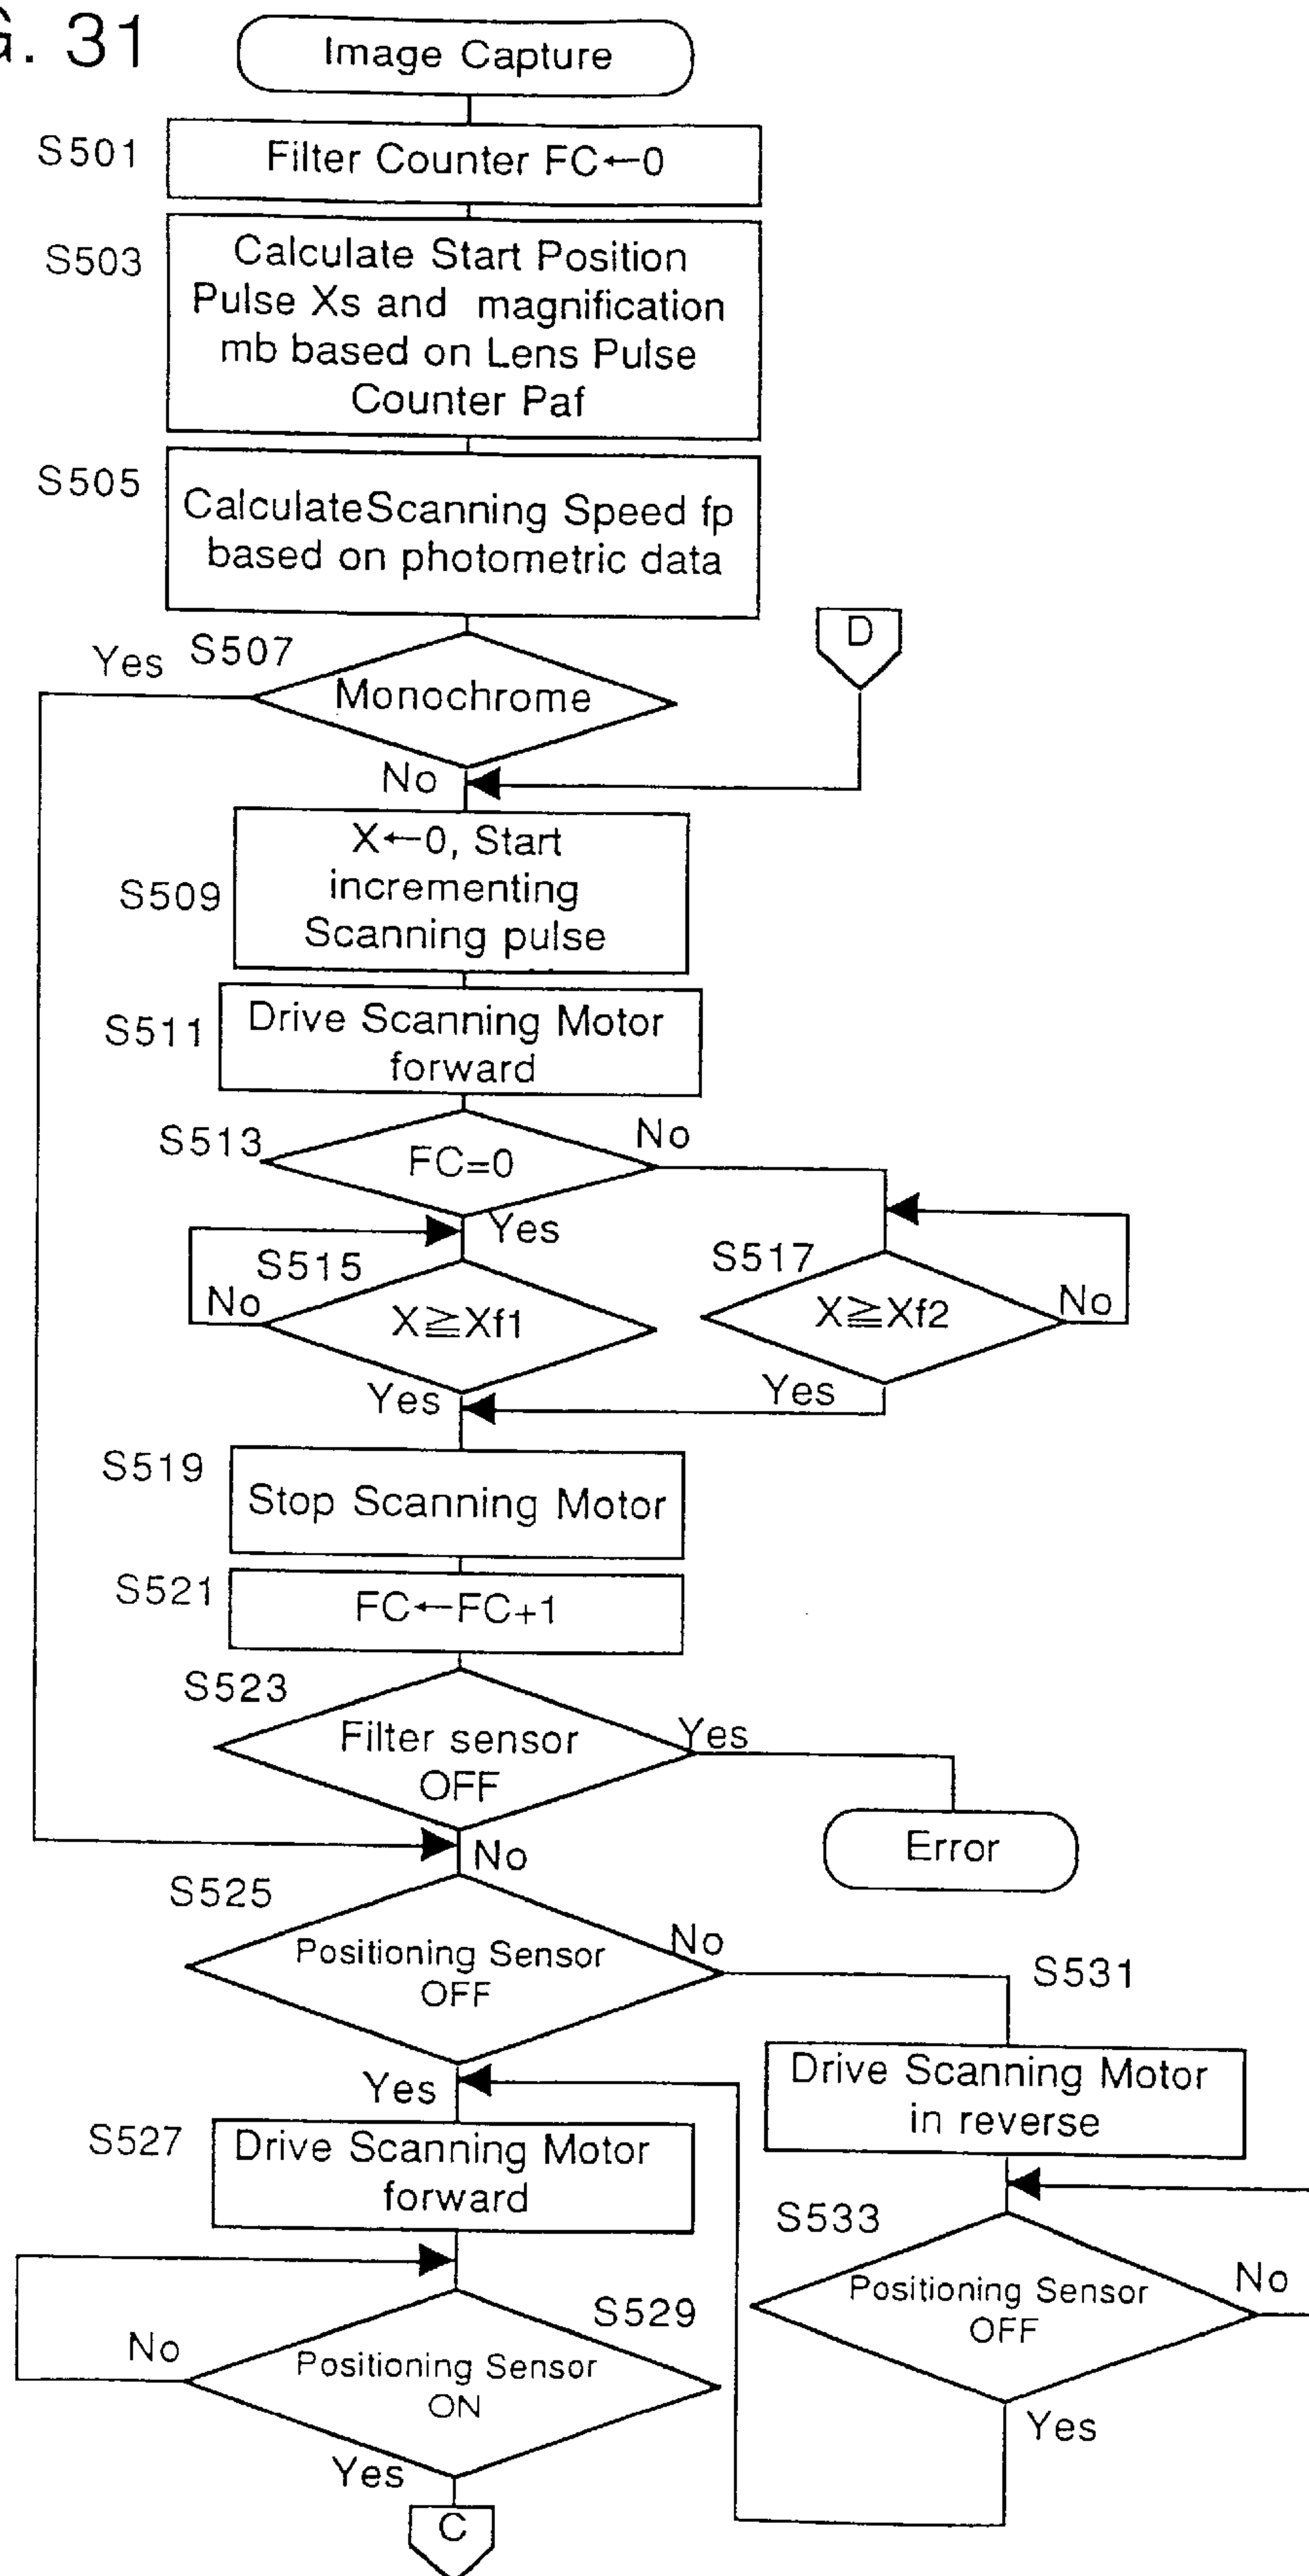 G. 31
Image Capture
S501
Filter Counter FC←0
S503
Calculate Start Position
Pulse Xs and magnification
mb based on Lens Pulse
Counter Paf
S505
CalculateScanning Speed fp
based on photometric data
Yes
S507
Monochrome
D
No
S509
X←0, Start
incrementing
Scanning pulse
S511
Drive Scanning Motor
forward
S513
FC=0
No
Yes
S515
No
X≧Xf1
S517
X≧Xf2
No
Yes
Yes
S519
Stop Scanning Motor
S521
FC←FC+1
S523
Filter sensor
OFF
Yes
Error
No
S525
Positioning Sensor
OFF
No
S531
Drive Scanning Motor
in reverse
Yes
S527
Drive Scanning Motor
forward
S533
Positioning Sensor
OFF
No
S529
No
Positioning Sensor
ON
Yes
Yes
C